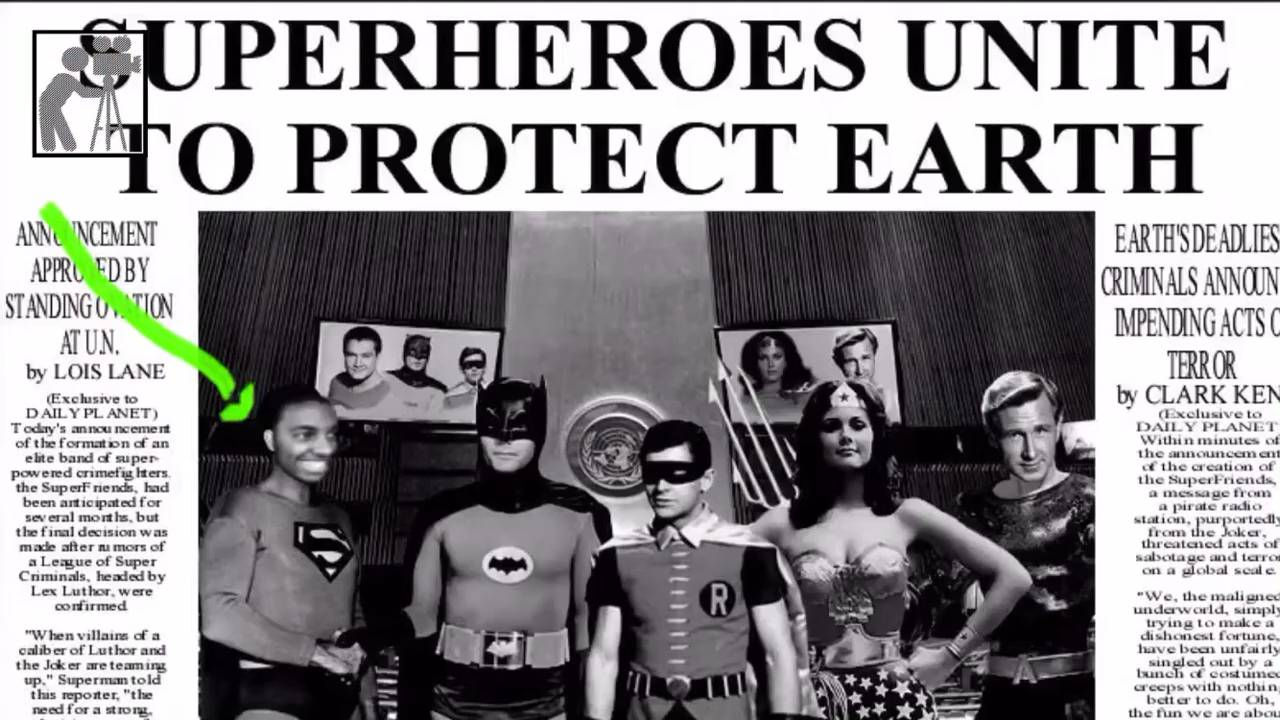 SUPERHEROES UNITE
TO PROTECT EARTH
ANNOUNCEMENT
APPROVED BY
STANDING OVATION
AT U.N.
by LOIS LANE
(Exclusive to
DAILY PLANET)
Today's announcement
of the formation of an
elite band of super-
powered crimefighters.
the SuperFriends, had
been anticipated for
several months, but
the final decision was
made after rumors of
a League of Super
Criminals, headed by
Lex Luthor, were
confirmed.
"When villains of a
caliber of Luthor and
the Joker are teaming
up," Superman told
this reporter, "the
need for a strong,
S
R
EARTH'S DEADLIES
CRIMINALS ANNOUN
IMPENDING ACTS O
TERROR
by CLARK KEN
(Exclusive to
DAILY PLANET
Within minutes of
the announcement
of the creation of
the SuperFriends,
a message from
a pirate radio
station, purportedly
from the Joker,
threatened acts of
sabotage and terror
on a global scale.
"We, the maligned
underworld, simply
trying to make a
dishonest fortune,
have been unfairly
singled out by a
bunch of costumed
creeps with nothing
better to do. Oh,
the fun we are abou